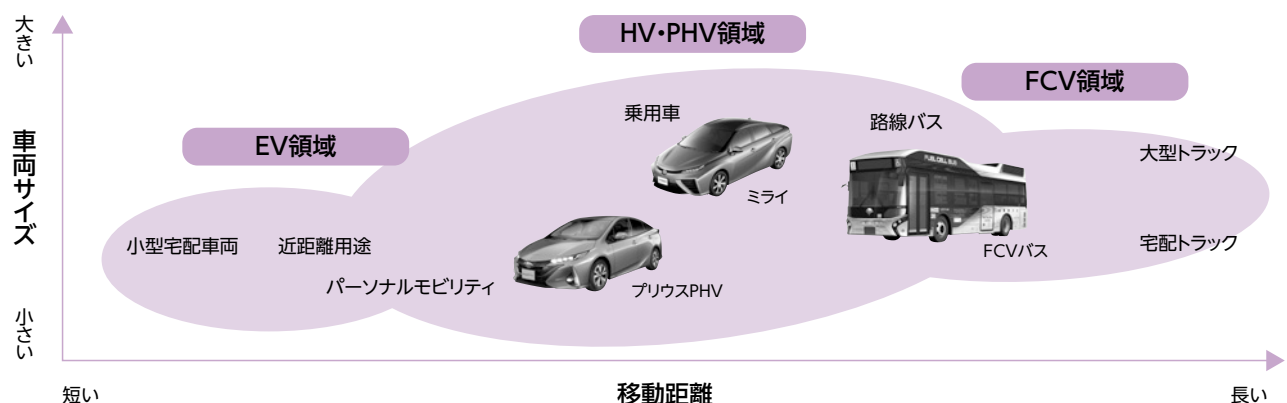 大きい
車両サイズ
小さい
HV・PHV領域
FCV領域
EV領域
乗用車
路線バス
大型トラック
ミライ
FUEL CELL BUS
小型宅配車両
近距離用途
宅配トラック
FCVバス
パーソナルモビリティ
プリウスPHV
短い
移動距離
長い